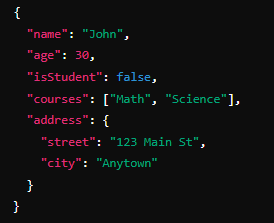 {
  "name": "John",
  "age": 30,
  "isStudent": false,
  "courses": ["Math", "Science"],
  "address": {
    "street": "123 Main St",
    "city": "Anytown"
  }
}